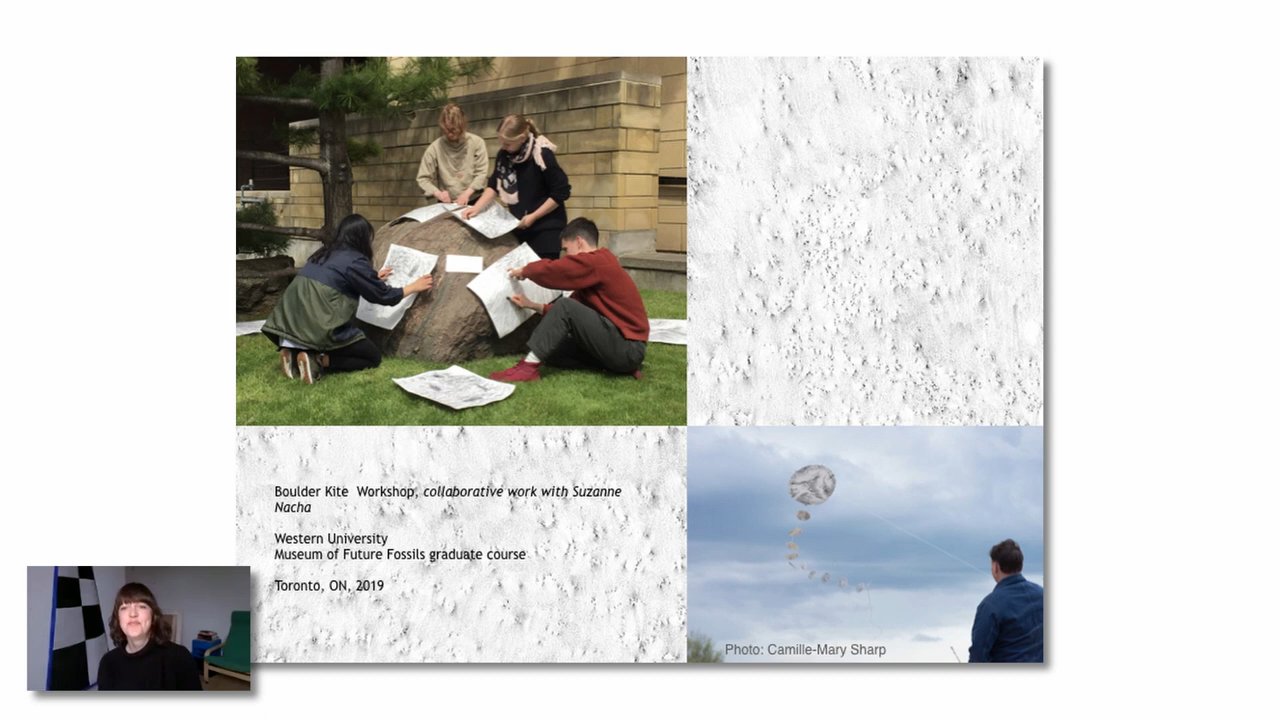 Boulder Kite  Workshop, collaborative work with Suzanne
Nacha
Western University
Museum of Future Fossils graduate course
Toronto, ON, 2019
Photo: Camille-Mary Sharp